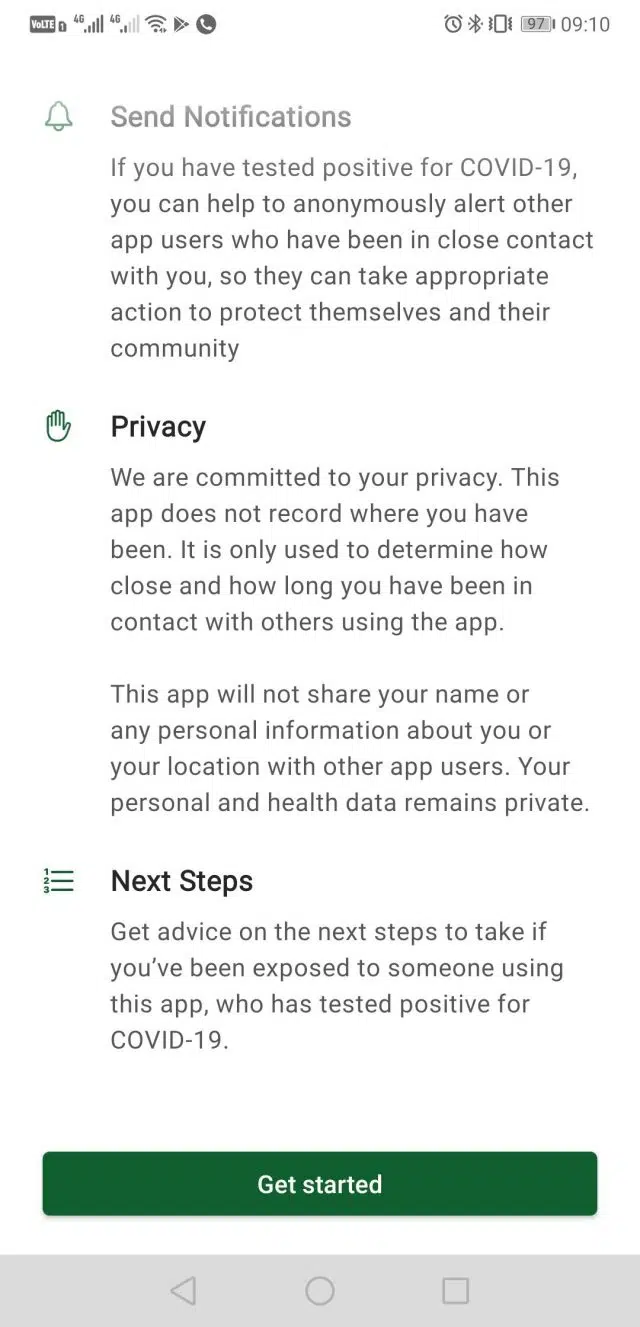 VoLTE 1 4G 4G 97 09:10
Send Notifications
If you have tested positive for COVID-19,
you can help to anonymously alert other
app users who have been in close contact
with you, so they can take appropriate
action to protect themselves and their
community
Privacy
We are committed to your privacy. This
app does not record where you have
been. It is only used to determine how
close and how long you have been in
contact with others using the app.
This app will not share your name or
any personal information about you or
your location with other app users. Your
personal and health data remains private.
1
2
3
Next Steps
Get advice on the next steps to take if
you’ve been exposed to someone using
this app, who has tested positive for
COVID-19.
Get started